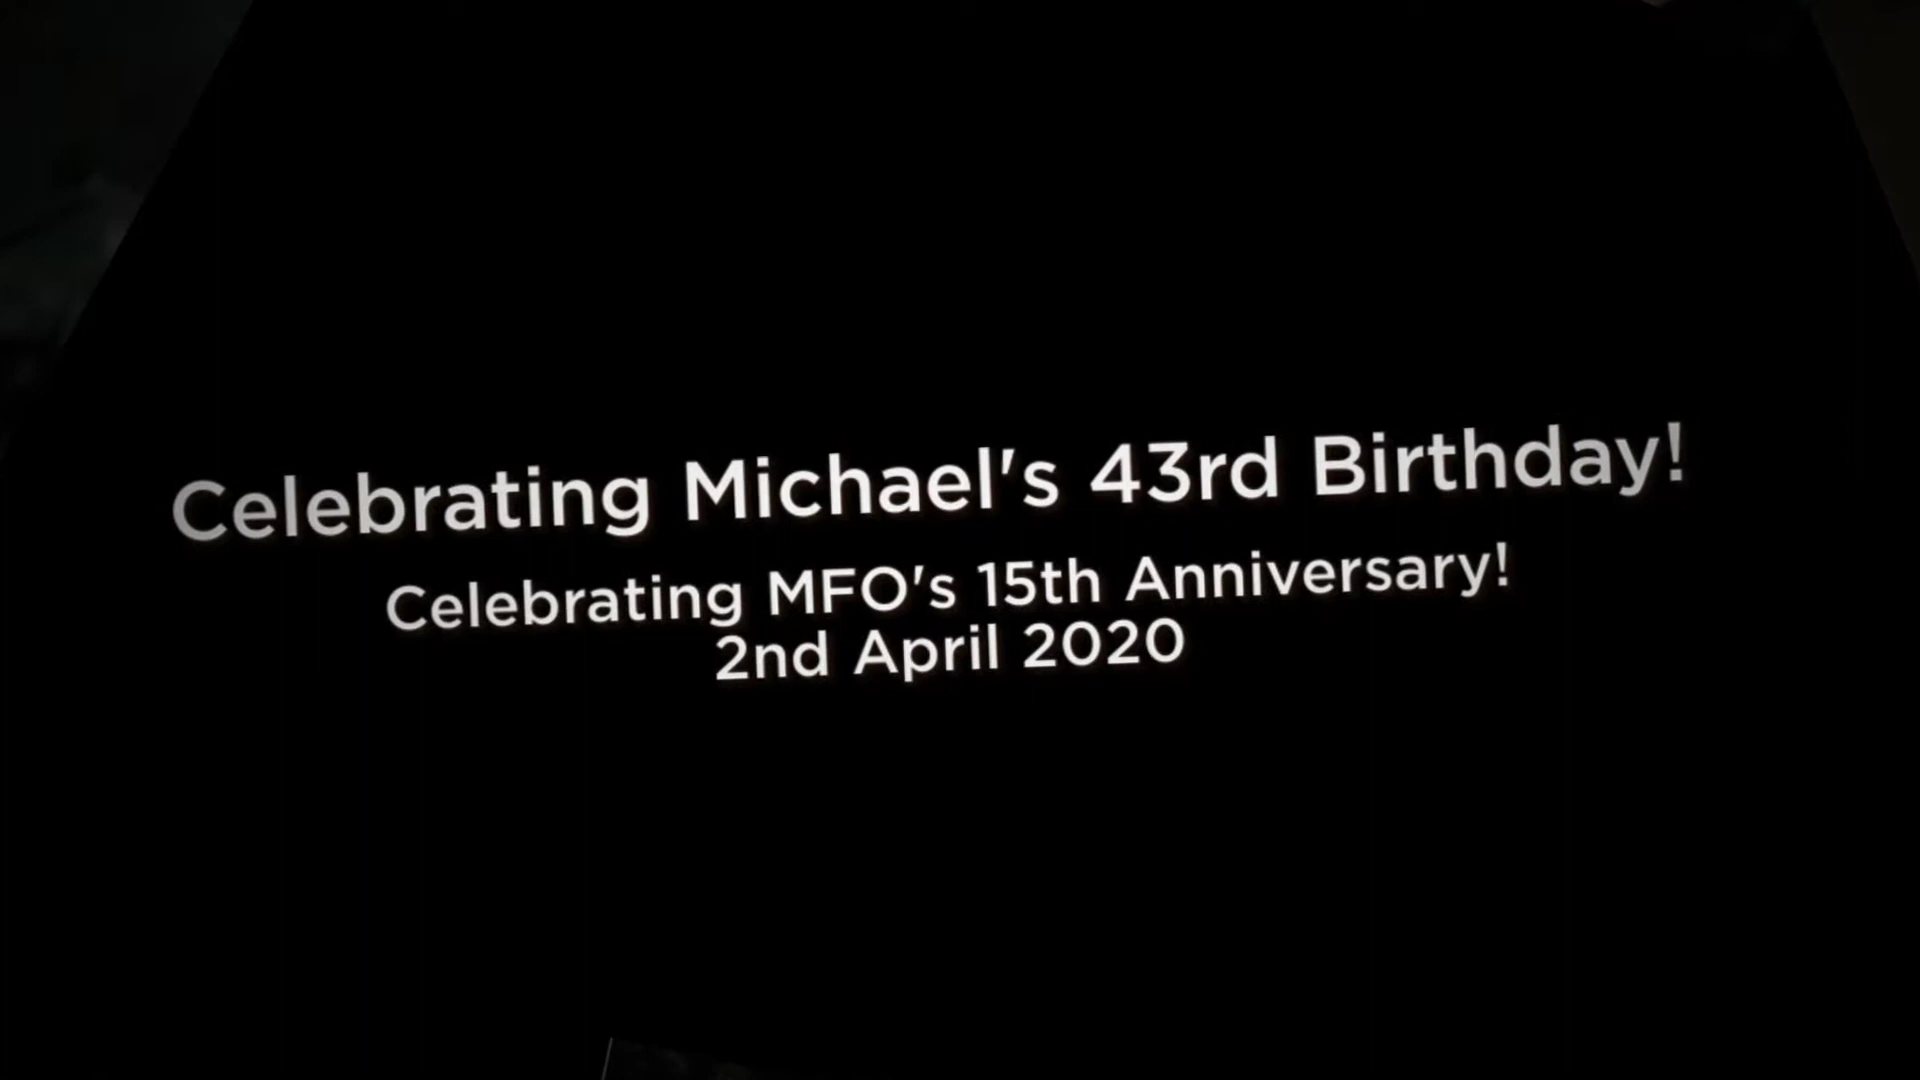 Celebrating Michael's 43rd Birthday!
Celebrating MFO's 15th Anniversary!
2nd April 2020